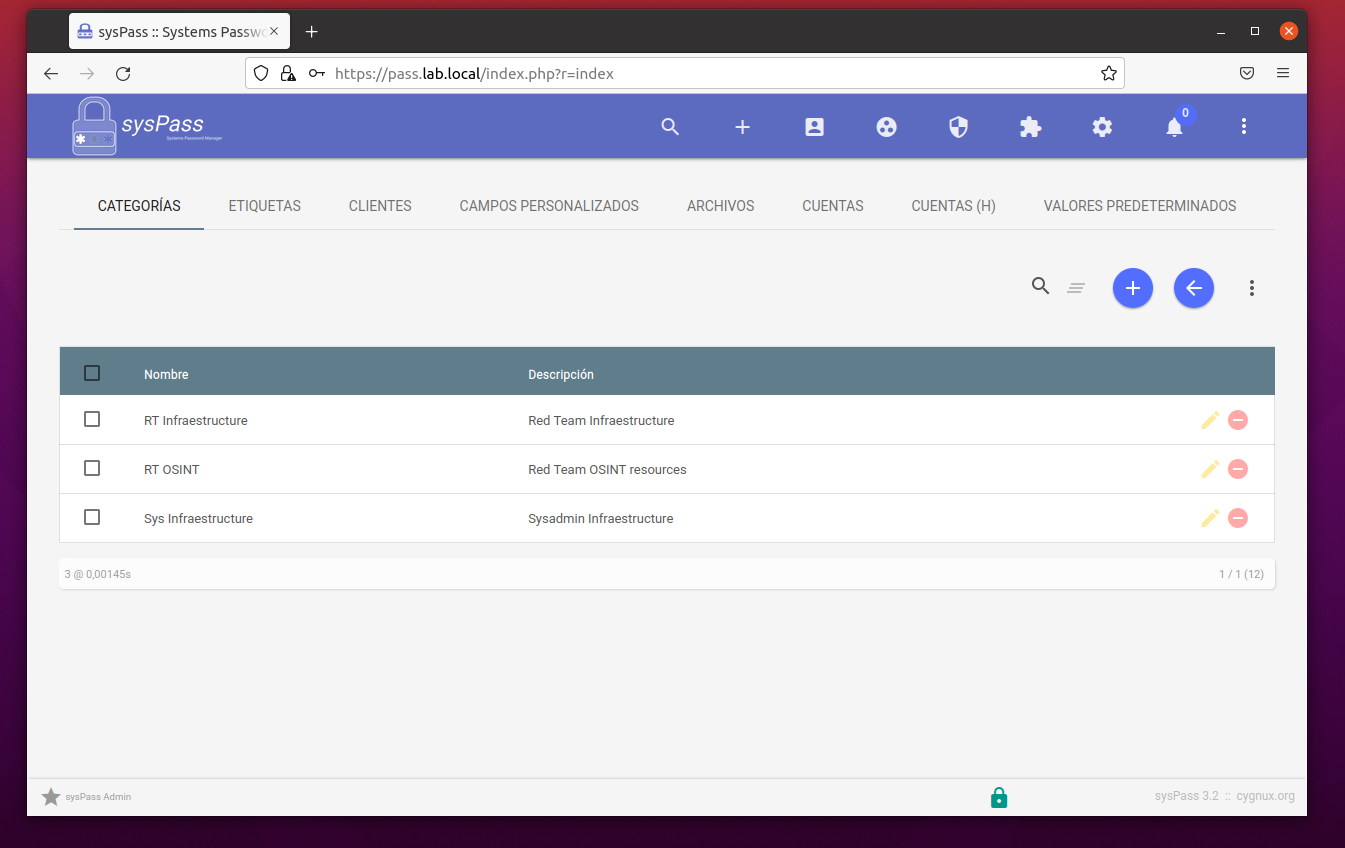 sysPass :: Systems Passw
https://pass.lab.local/index.php?r=index
sysPass
Systems Password Manager
0
CATEGORÍAS ETIQUETAS CLIENTES CAMPOS PERSONALIZADOS ARCHIVOS CUENTAS CUENTAS (H) VALORES PREDETERMINADOS
Nombre Descripción
RT Infraestructure Red Team Infraestructure
RT OSINT Red Team OSINT resources
Sys Infraestructure Sysadmin Infraestructure
3 @ 0,00145s 1 / 1 (12)
sysPass Admin sysPass 3.2 :: cygnux.org